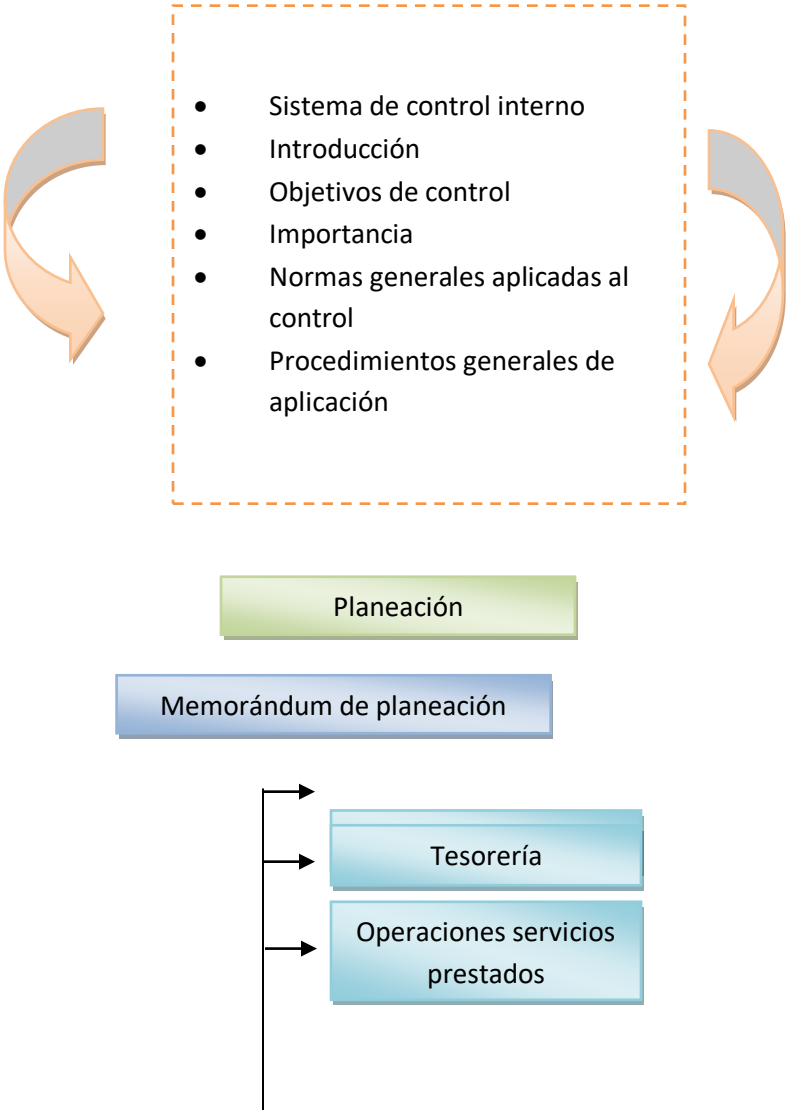 • Sistema de control interno
• Introducción
• Objetivos de control
• Importancia
• Normas generales aplicadas al
control
• Procedimientos generales de
aplicación
Planeación
Memorándum de planeación
Tesorería
Operaciones servicios
prestados